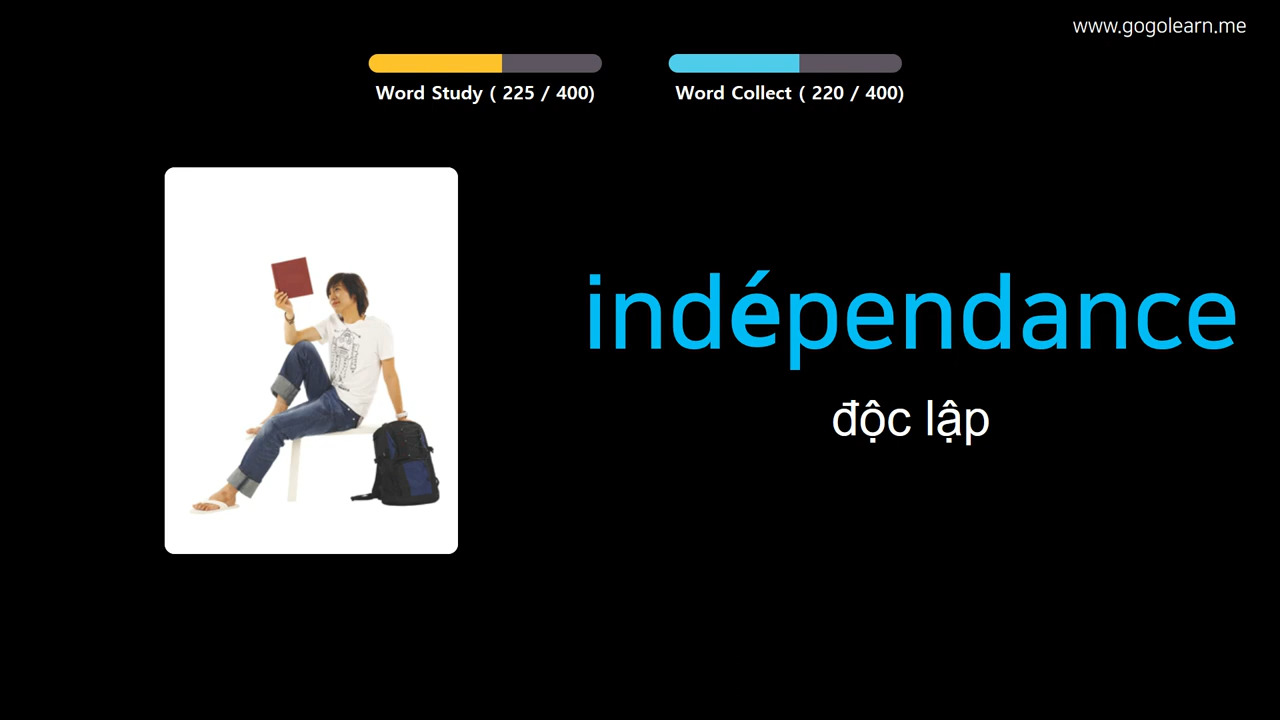 www.gogolearn.me
Word Study ( 225 / 400)
Word Collect ( 220 / 400)
indépendance
độc lập